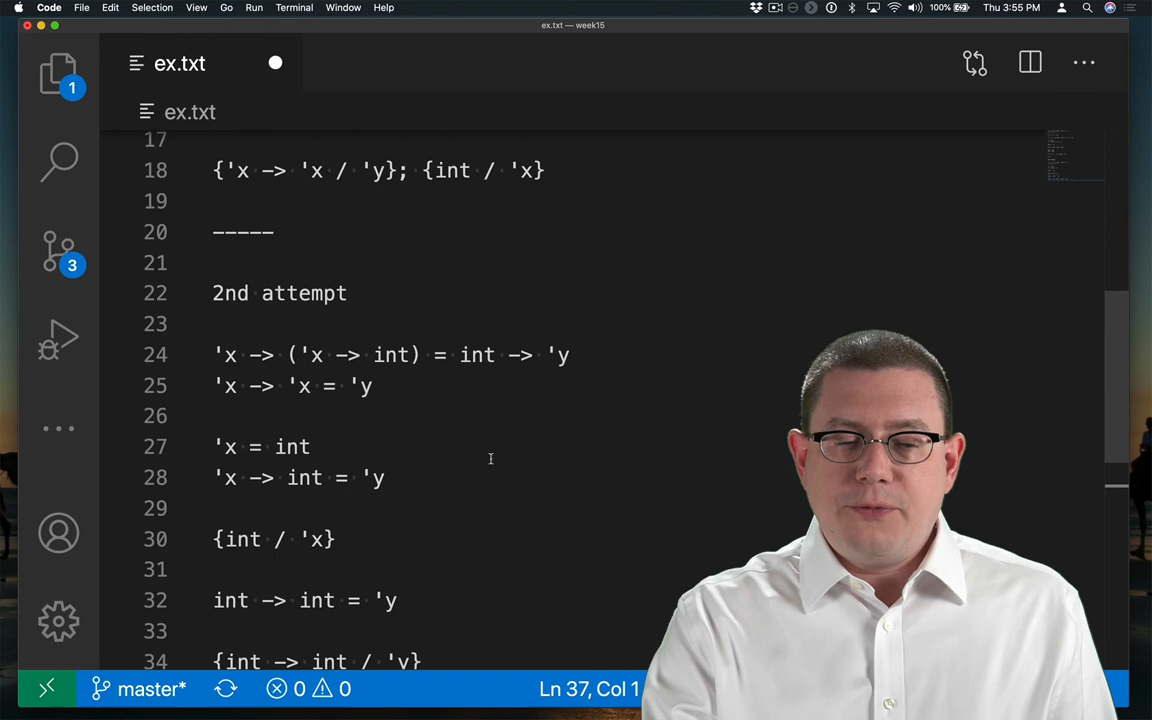 Code File Edit Selection View Go Run Terminal Window Help 100% Thu 3:55 PM
ex.txt — week15
ex.txt
1
ex.txt
17
18 {'x -> 'x / 'y}; {int / 'x}
19
20 -----
21
3
22 2nd attempt
23
24 'x -> ('x -> int) = int -> 'y
25 'x -> 'x = 'y
26
27 'x = int
28 'x -> int = 'y
29
30 {int / 'x}
31
32 int -> int = 'y
33
34 {int -> int / 'y}
master* 0 0 Ln 37, Col 1